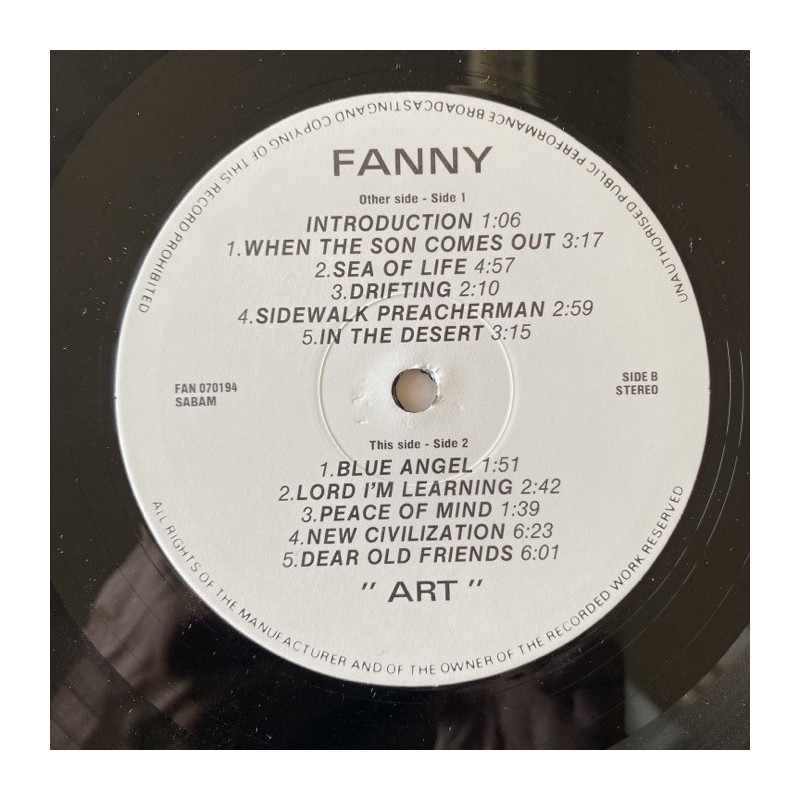 FANNY
Other side - Side 1
INTRODUCTION 1:06
1.WHEN THE SON COMES OUT 3:17
2.SEA OF LIFE 4:57
3.DRIFTING 2:10
4.SIDEWALK PREACHERMAN 2:59
5.IN THE DESERT 3:15
FAN 070194
SABAM
SIDE B
STEREO
This side - Side 2
1.BLUE ANGEL 1:51
2.LORD I'M LEARNING 2:42
3.PEACE OF MIND 1:39
4.NEW CIVILIZATION 6:23
5.DEAR OLD FRIENDS 6:01
" ART "
ALL RIGHTS OF THE MANUFACTURER AND OF THE OWNER OF THE RECORDED WORK RESERVED
UNAUTHORISED PUBLIC PERFORMANCE BROADCASTINGAND COPYING OF THIS RECORD PROHIBITED